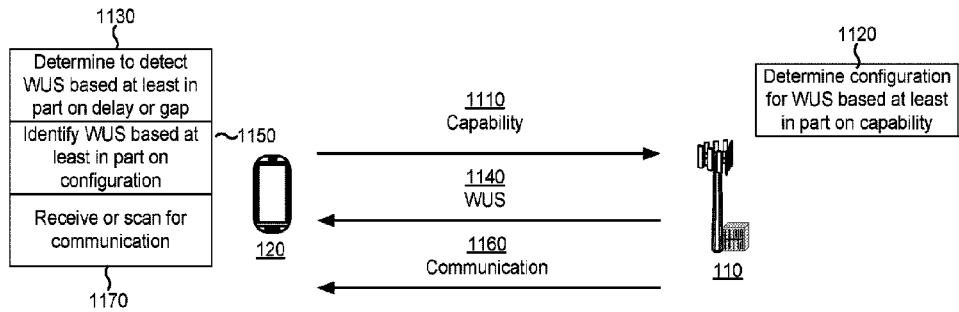 1130
Determine to detect
WUS based at least in
part on delay or gap
Identify WUS based at
least in part on
configuration
1150
Receive or scan for
communication
1170
120
1110
Capability
1140
WUS
1160
Communication
1120
Determine configuration
for WUS based at least
in part on capability
110